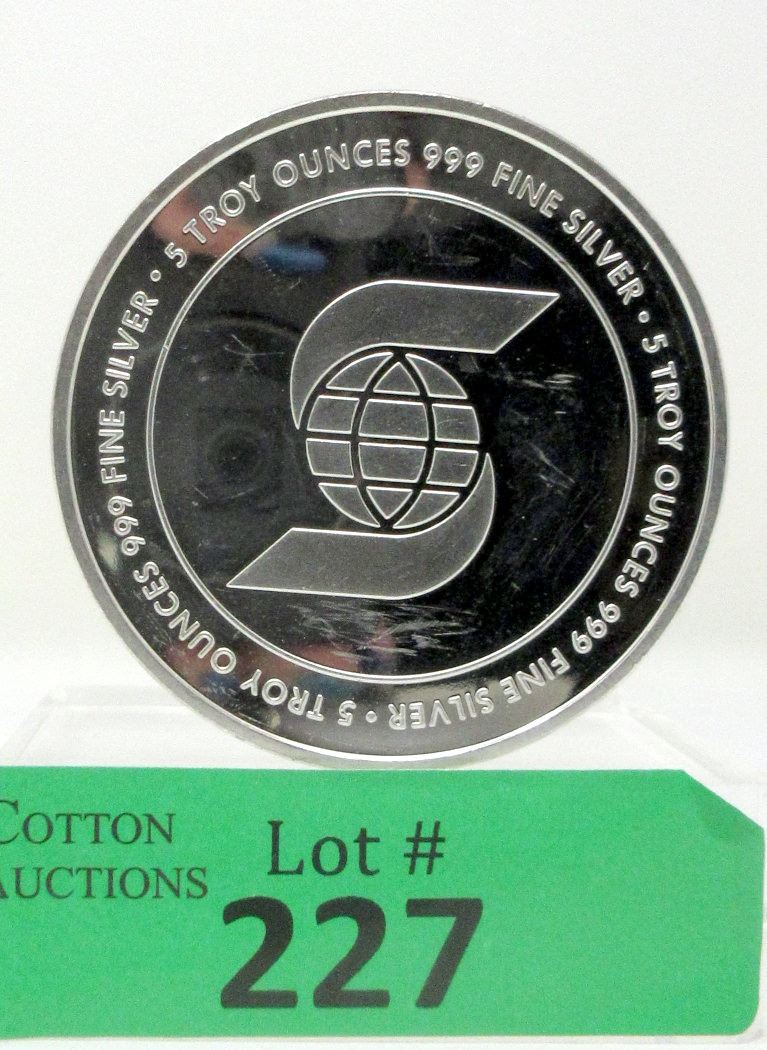 5 TROY OUNCES 999 FINE SILVER • 5 TROY OUNCES 999 FINE SILVER • 5 TROY OUNCES 999 FINE SILVER •
COTTON
AUCTIONS
Lot #
227